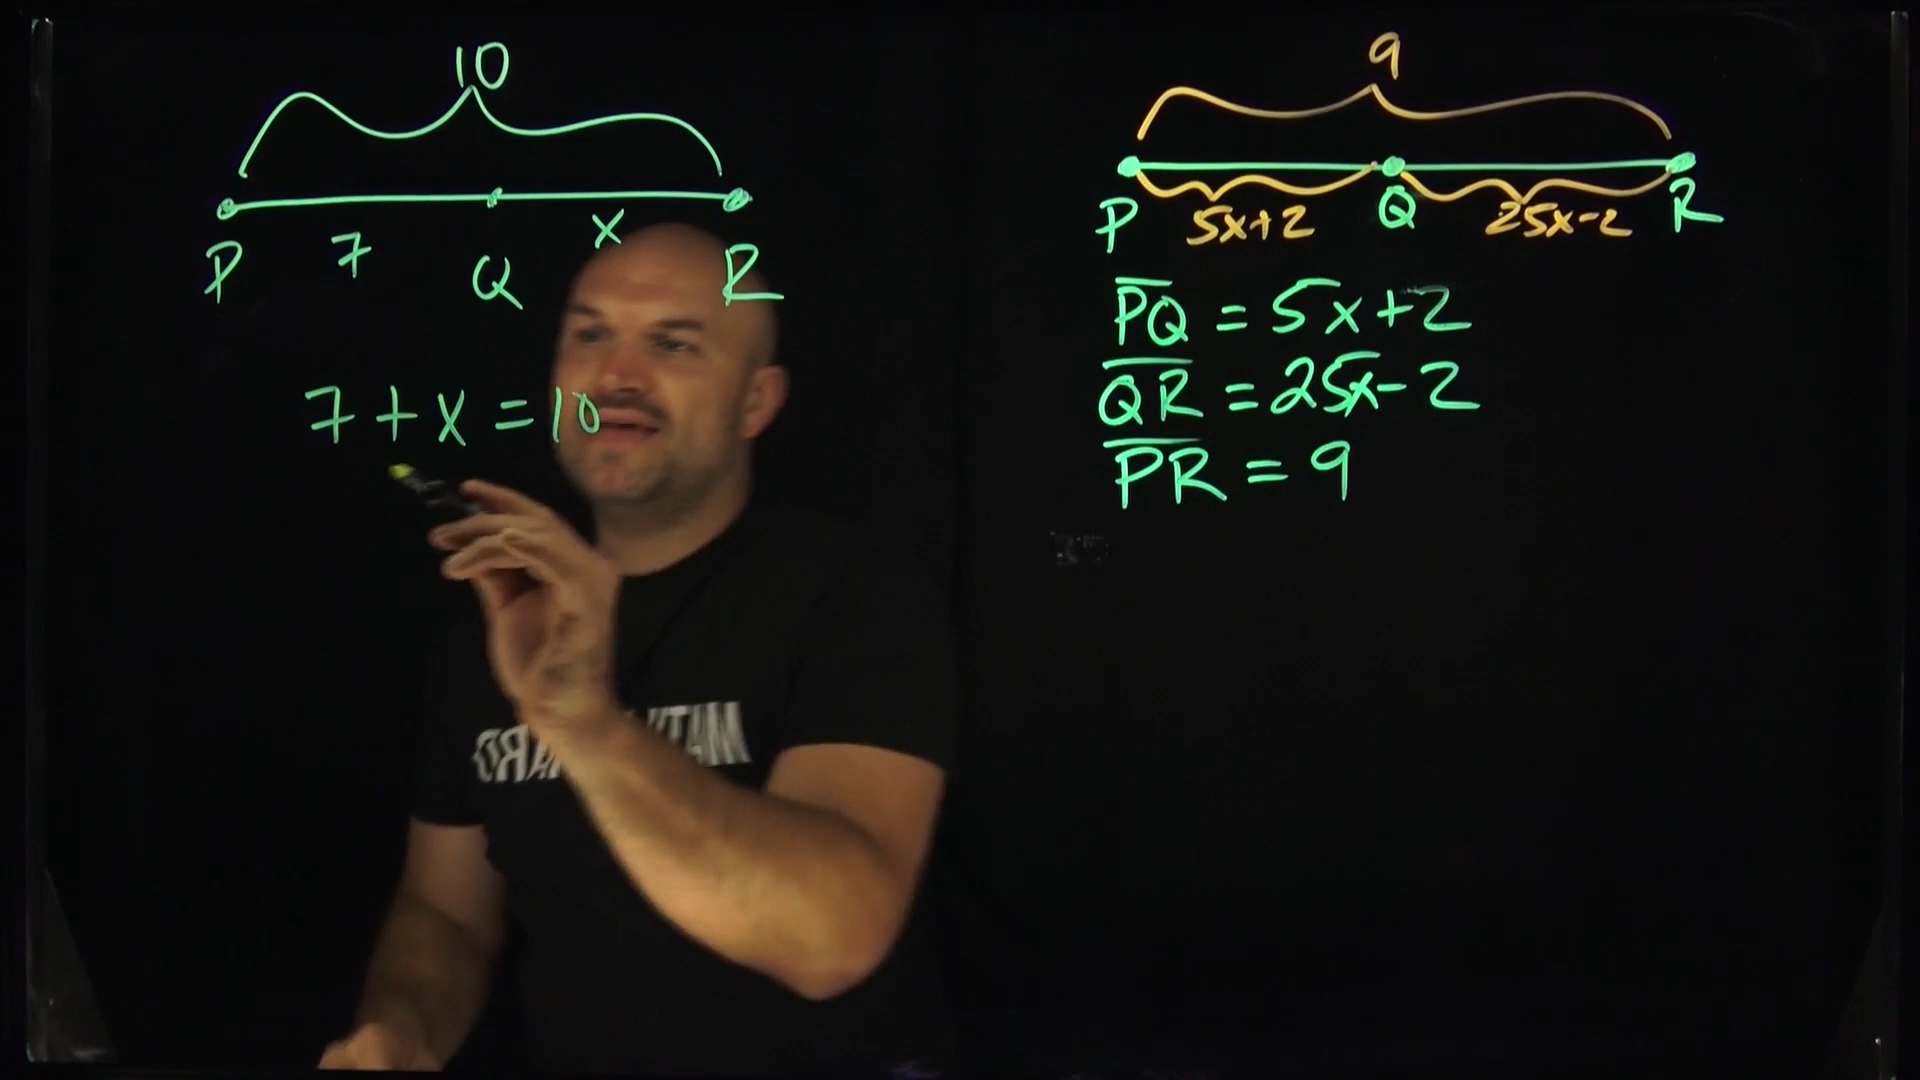 10
7 x
P Q R
7 + x = 10
9
5x+2 25x-2
P Q R
PQ = 5x+2
QR = 25x-2
PR = 9